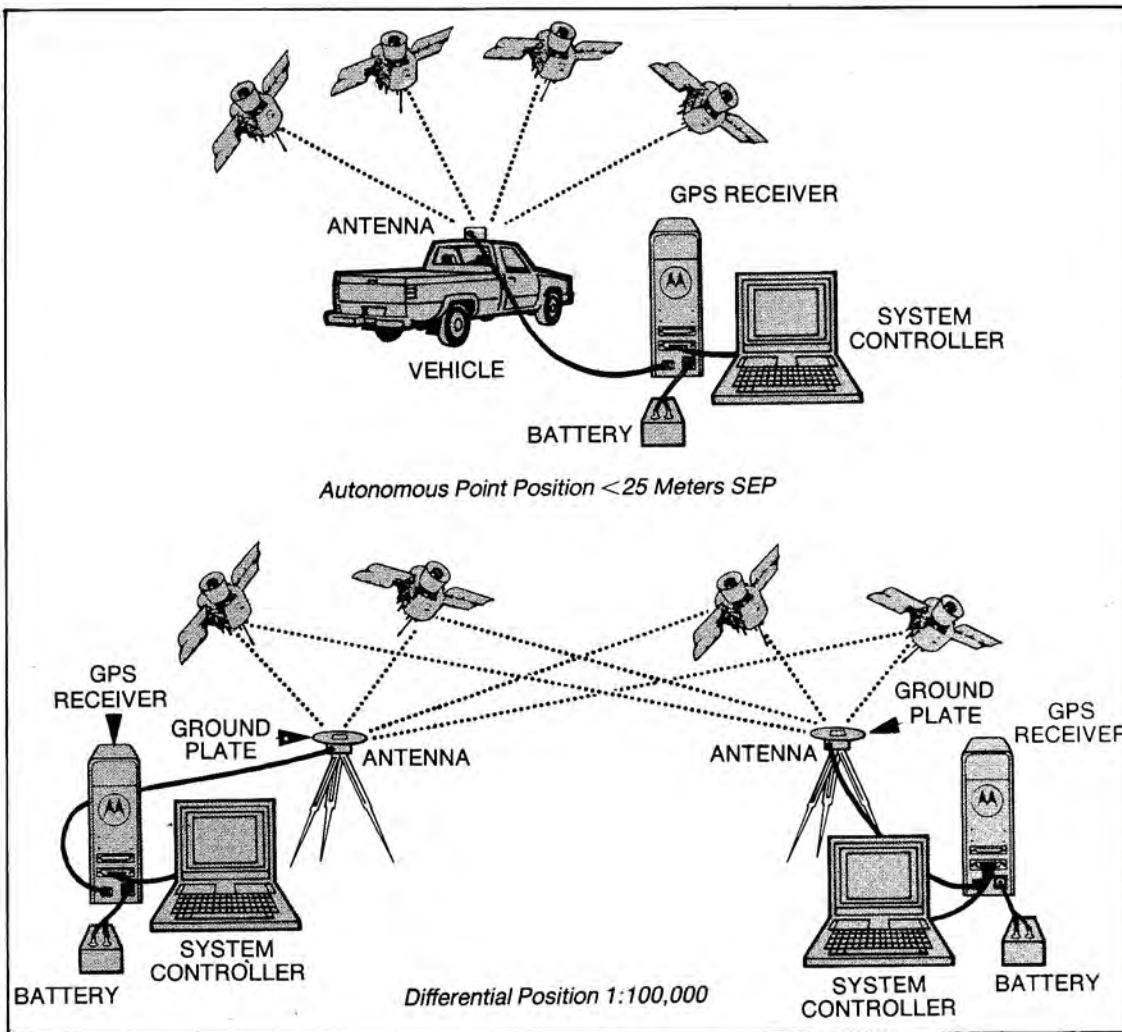 GPS RECEIVER
ANTENNA
SYSTEM
CONTROLLER
VEHICLE
BATTERY
Autonomous Point Position <25 Meters SEP
GPS
RECEIVER
GROUND
PLATE
ANTENNA
SYSTEM
CONTROLLER
BATTERY
ANTENNA
GROUND
PLATE
GPS
RECEIVER
SYSTEM
CONTROLLER
BATTERY
Differential Position 1:100,000